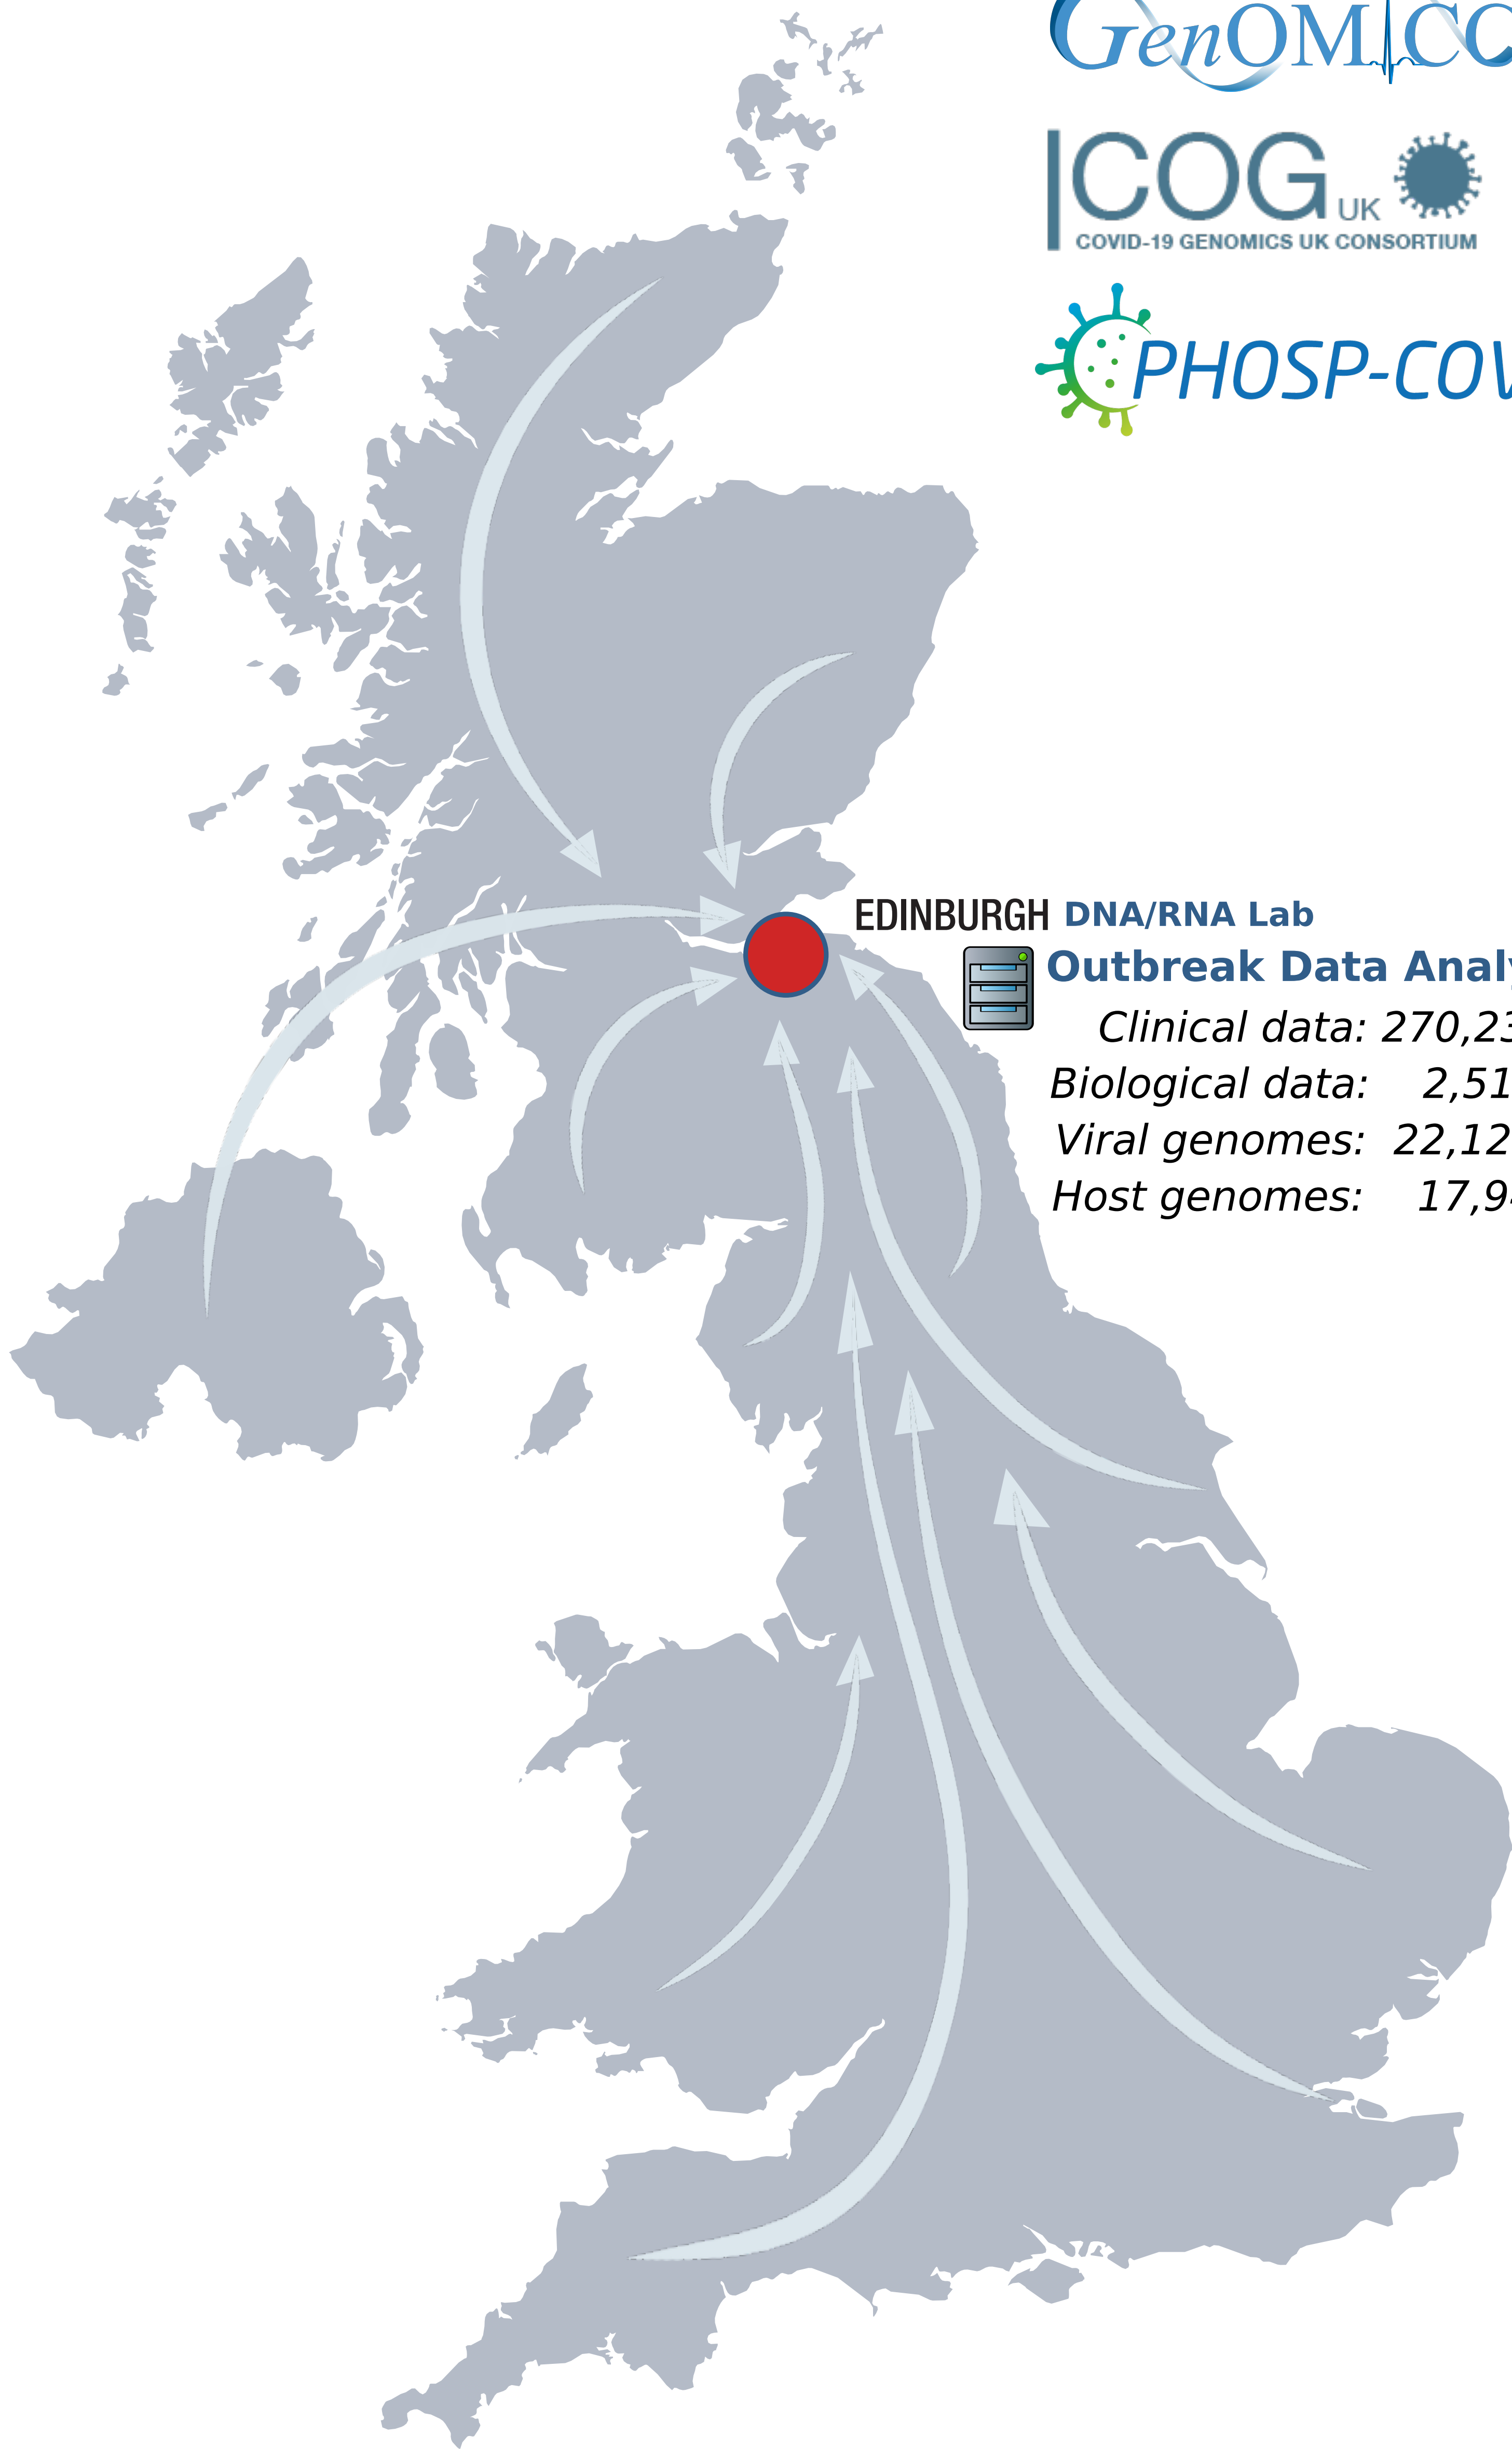 GenOMICC
COG UK
COVID-19 GENOMICS UK CONSORTIUM
PHOSP-COV
EDINBURGH DNA/RNA Lab
Outbreak Data Analy
Clinical data: 270,23
Biological data: 2,51
Viral genomes: 22,12
Host genomes: 17,9